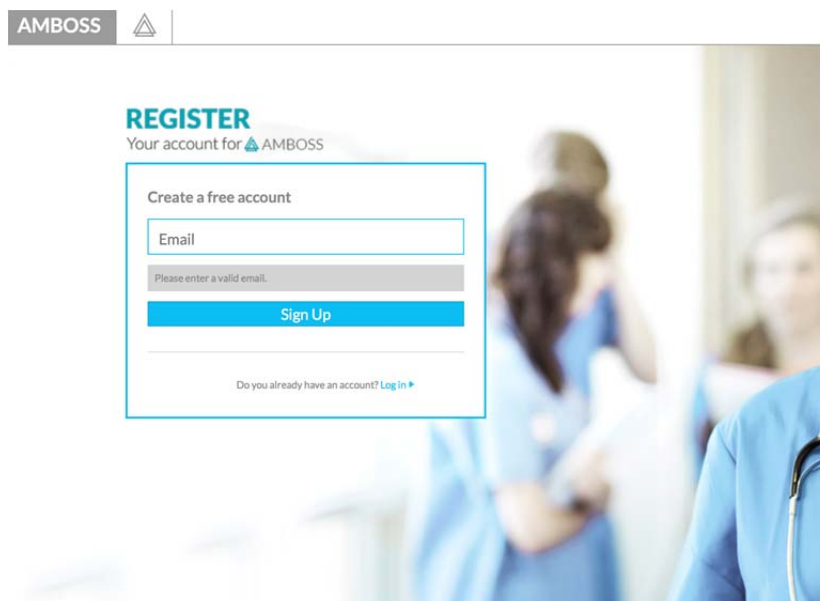 AMBOSS
REGISTER
Your account for AMBOSS
Create a free account
Email
Please enter a valid email.
Sign Up
Do you already have an account? Log in